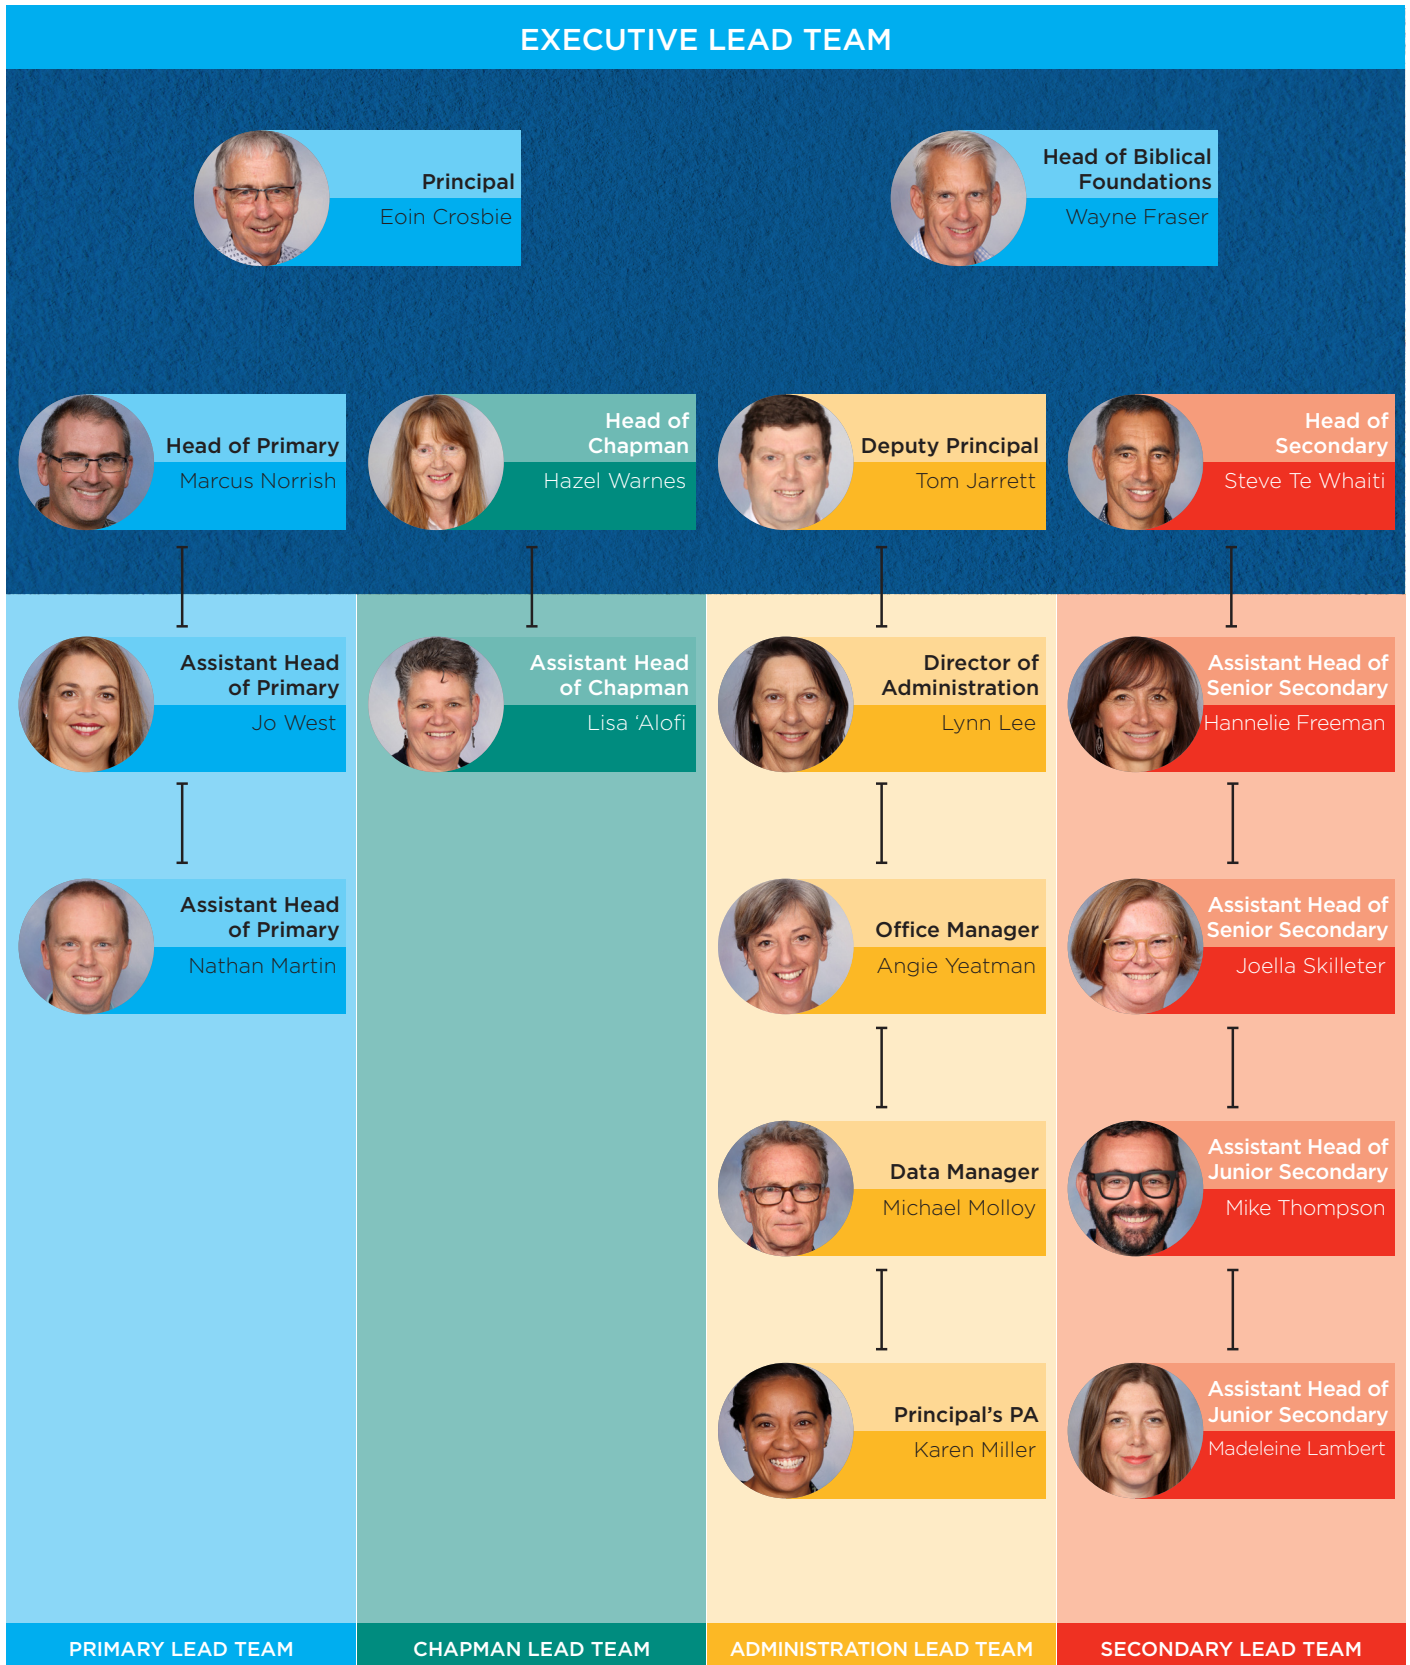 EXECUTIVE LEAD TEAM
Principal
Eoin Crosbie
Head of Biblical
Foundations
Wayne Fraser
Head of Primary
Marcus Norrish
Head of
Chapman
Hazel Warnes
Deputy Principal
Tom Jarrett
Head of
Secondary
Steve Te Whaiti
Assistant Head
of Primary
Jo West
Assistant Head
of Chapman
Lisa ‘Alofi
Director of
Administration
Lynn Lee
Assistant Head of
Senior Secondary
Hannelie Freeman
Assistant Head
of Primary
Nathan Martin
Office Manager
Angie Yeatman
Assistant Head of
Senior Secondary
Joella Skilleter
Data Manager
Michael Molloy
Assistant Head of
Junior Secondary
Mike Thompson
Principal’s PA
Karen Miller
Assistant Head of
Junior Secondary
Madeleine Lambert
PRIMARY LEAD TEAM
CHAPMAN LEAD TEAM
ADMINISTRATION LEAD TEAM
SECONDARY LEAD TEAM